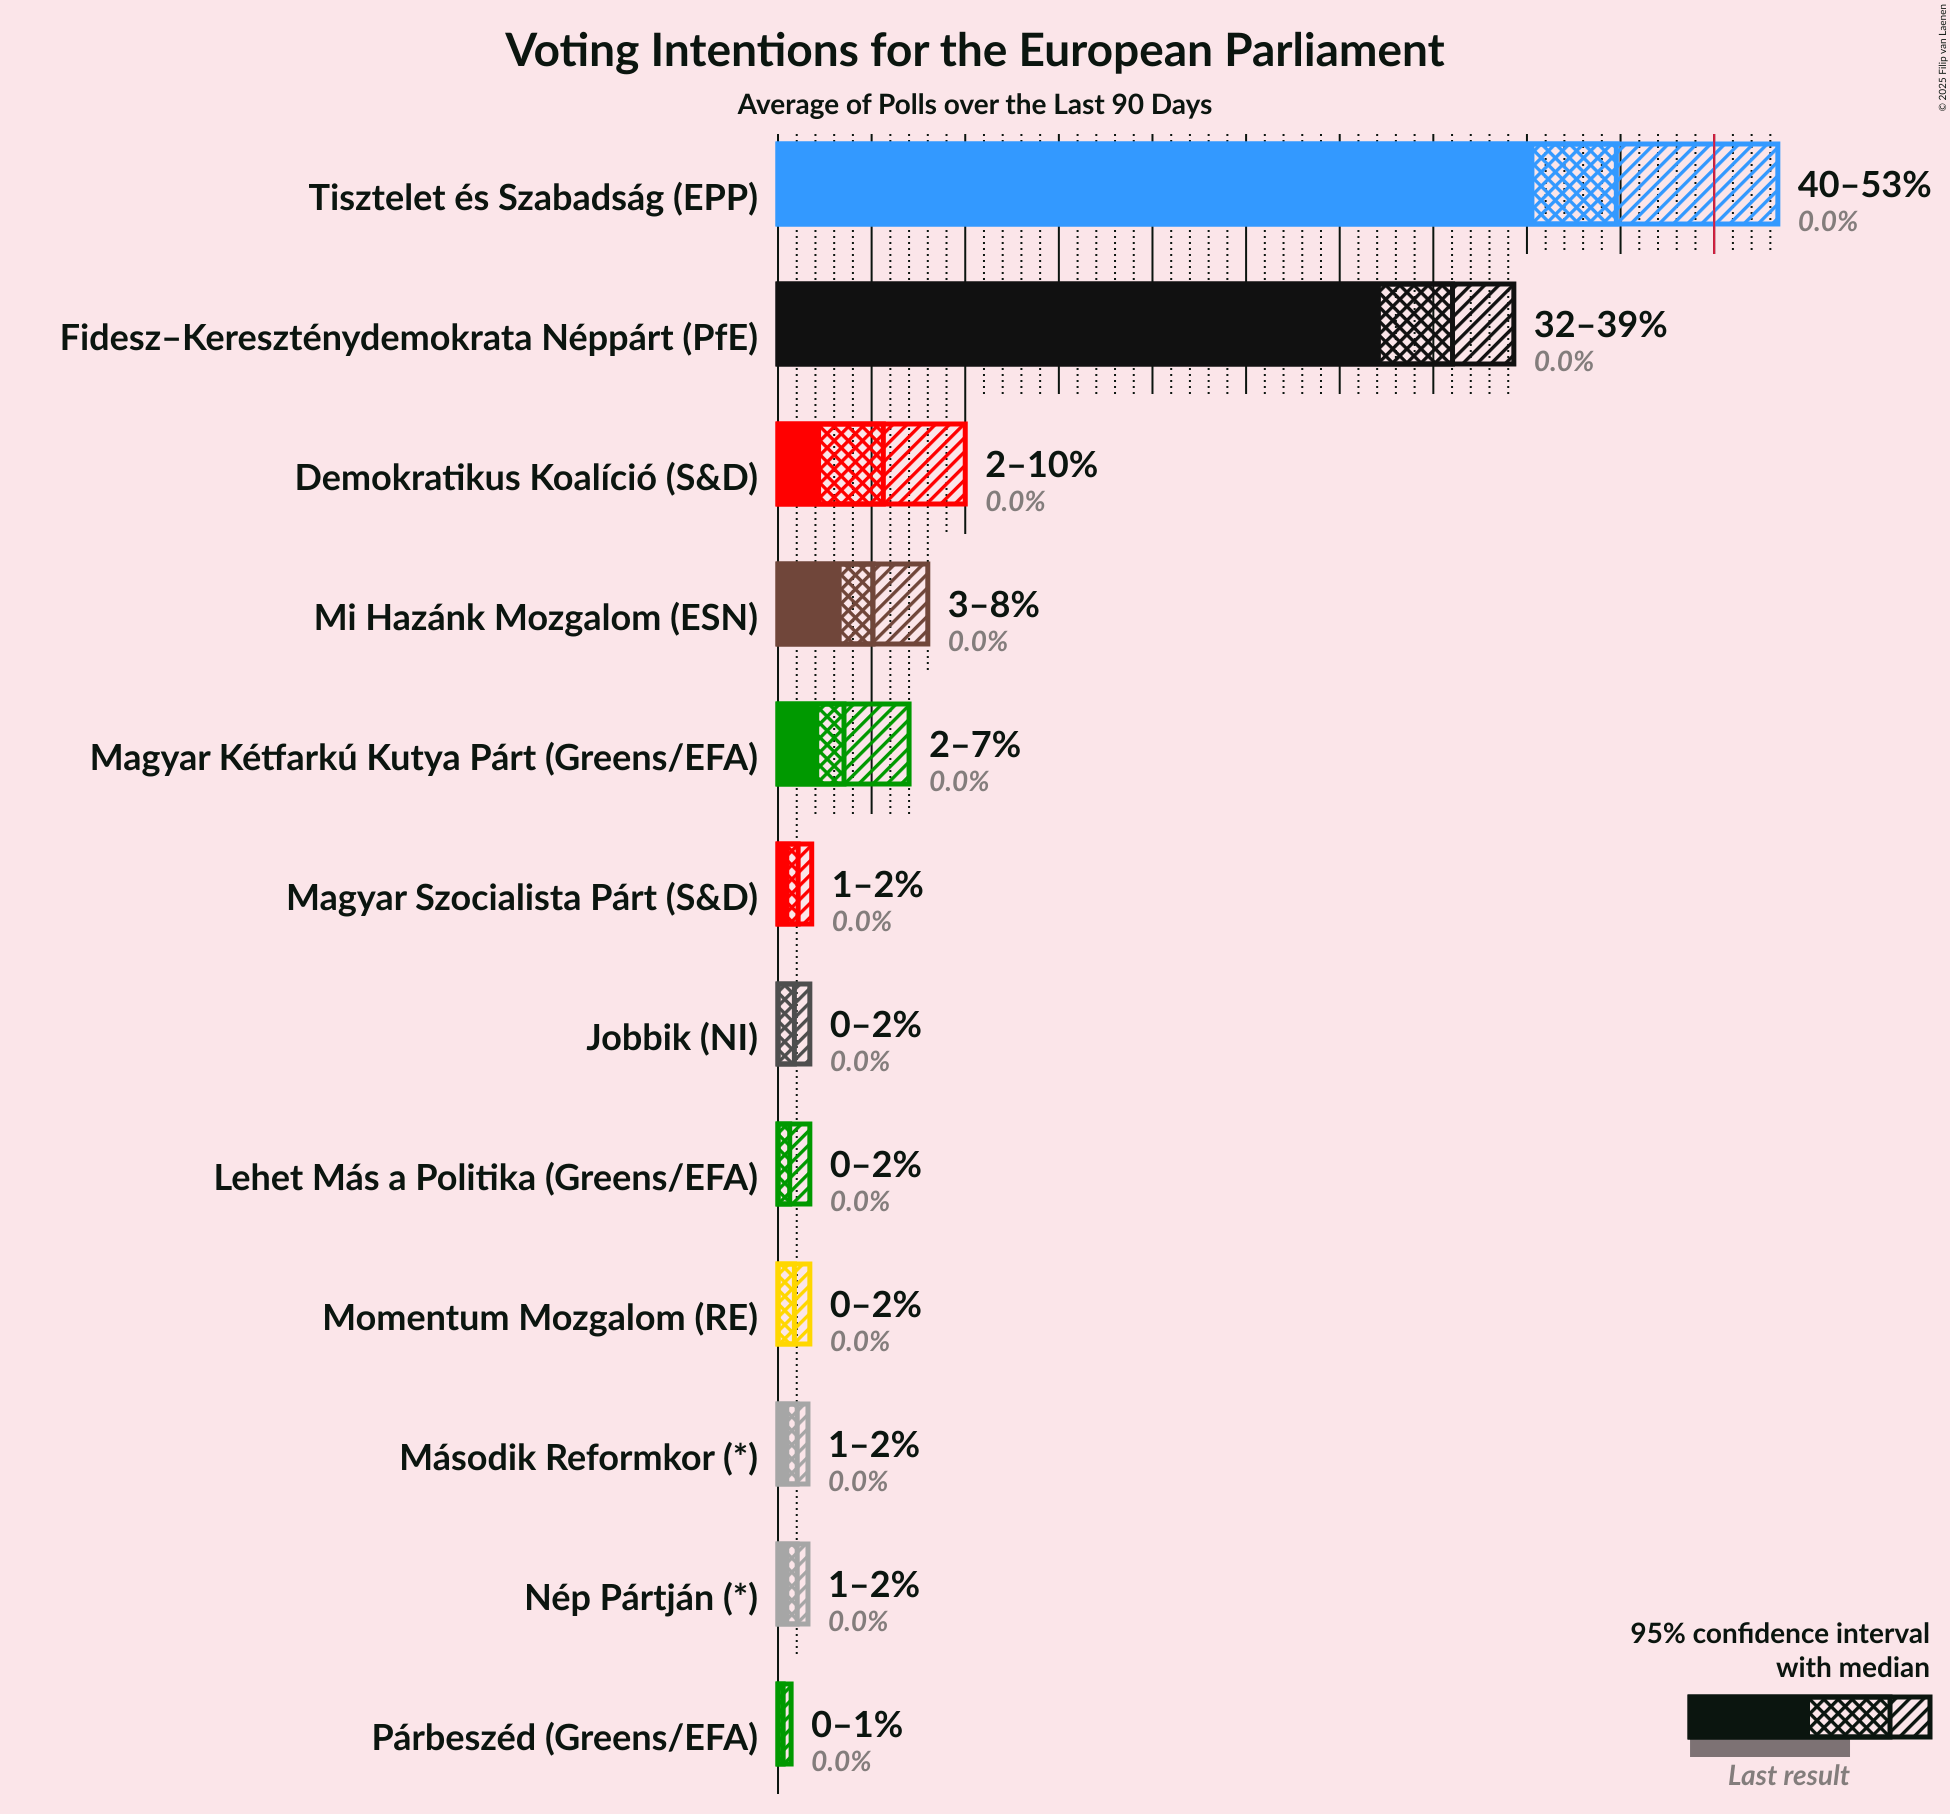 Voting Intentions for the European Parliament
Average of Polls over the Last 90 Days
© 2025 Filip van Laenen
Tisztelet és Szabadság (EPP)
40–53%
0.0%
Fidesz–Kereszténydemokrata Néppárt (PfE)
32–39%
0.0%
Demokratikus Koalíció (S&D)
2–10%
0.0%
Mi Hazánk Mozgalom (ESN)
3–8%
0.0%
Magyar Kétfarkú Kutya Párt (Greens/EFA)
2–7%
0.0%
Magyar Szocialista Párt (S&D)
1–2%
0.0%
Jobbik (NI)
0–2%
0.0%
Lehet Más a Politika (Greens/EFA)
0–2%
0.0%
Momentum Mozgalom (RE)
0–2%
0.0%
Második Reformkor (*)
1–2%
0.0%
Nép Pártján (*)
1–2%
0.0%
Párbeszéd (Greens/EFA)
0–1%
0.0%
95% confidence interval
with median
Last result